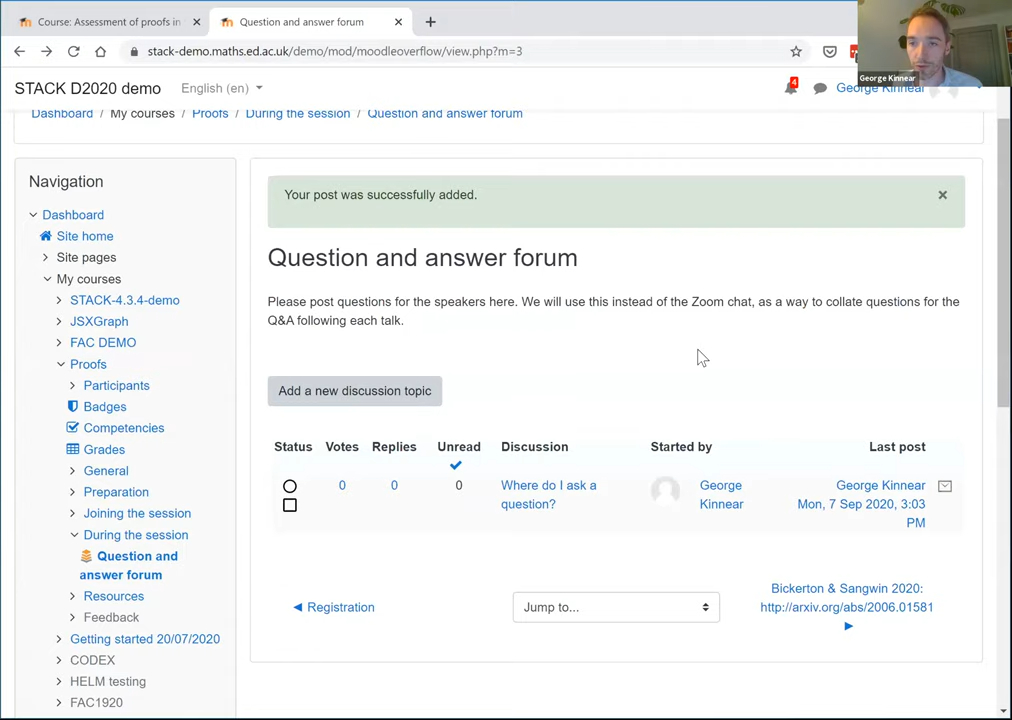 Course: Assessment of proofs in
Question and answer forum
stack-demo.maths.ed.ac.uk/demo/mod/moodleoverflow/view.php?m=3
George Kinnear
STACK D2020 demo
English (en)
4
George Kinnear
Dashboard / My courses / Proofs / During the session / Question and answer forum
Navigation
Dashboard
Site home
Site pages
My courses
STACK-4.3.4-demo
JSXGraph
FAC DEMO
Proofs
Participants
Badges
Competencies
Grades
General
Preparation
Joining the session
During the session
Question and
answer forum
Resources
Feedback
Getting started 20/07/2020
CODEX
HELM testing
FAC1920
Your post was successfully added.
Question and answer forum
Please post questions for the speakers here. We will use this instead of the Zoom chat, as a way to collate questions for the
Q&A following each talk.
Add a new discussion topic
Status Votes Replies Unread Discussion Started by Last post
0 0 0 Where do I ask a
question?
George
Kinnear
George Kinnear
Mon, 7 Sep 2020, 3:03
PM
◀ Registration
Jump to...
Bickerton & Sangwin 2020:
http://arxiv.org/abs/2006.01581
▶